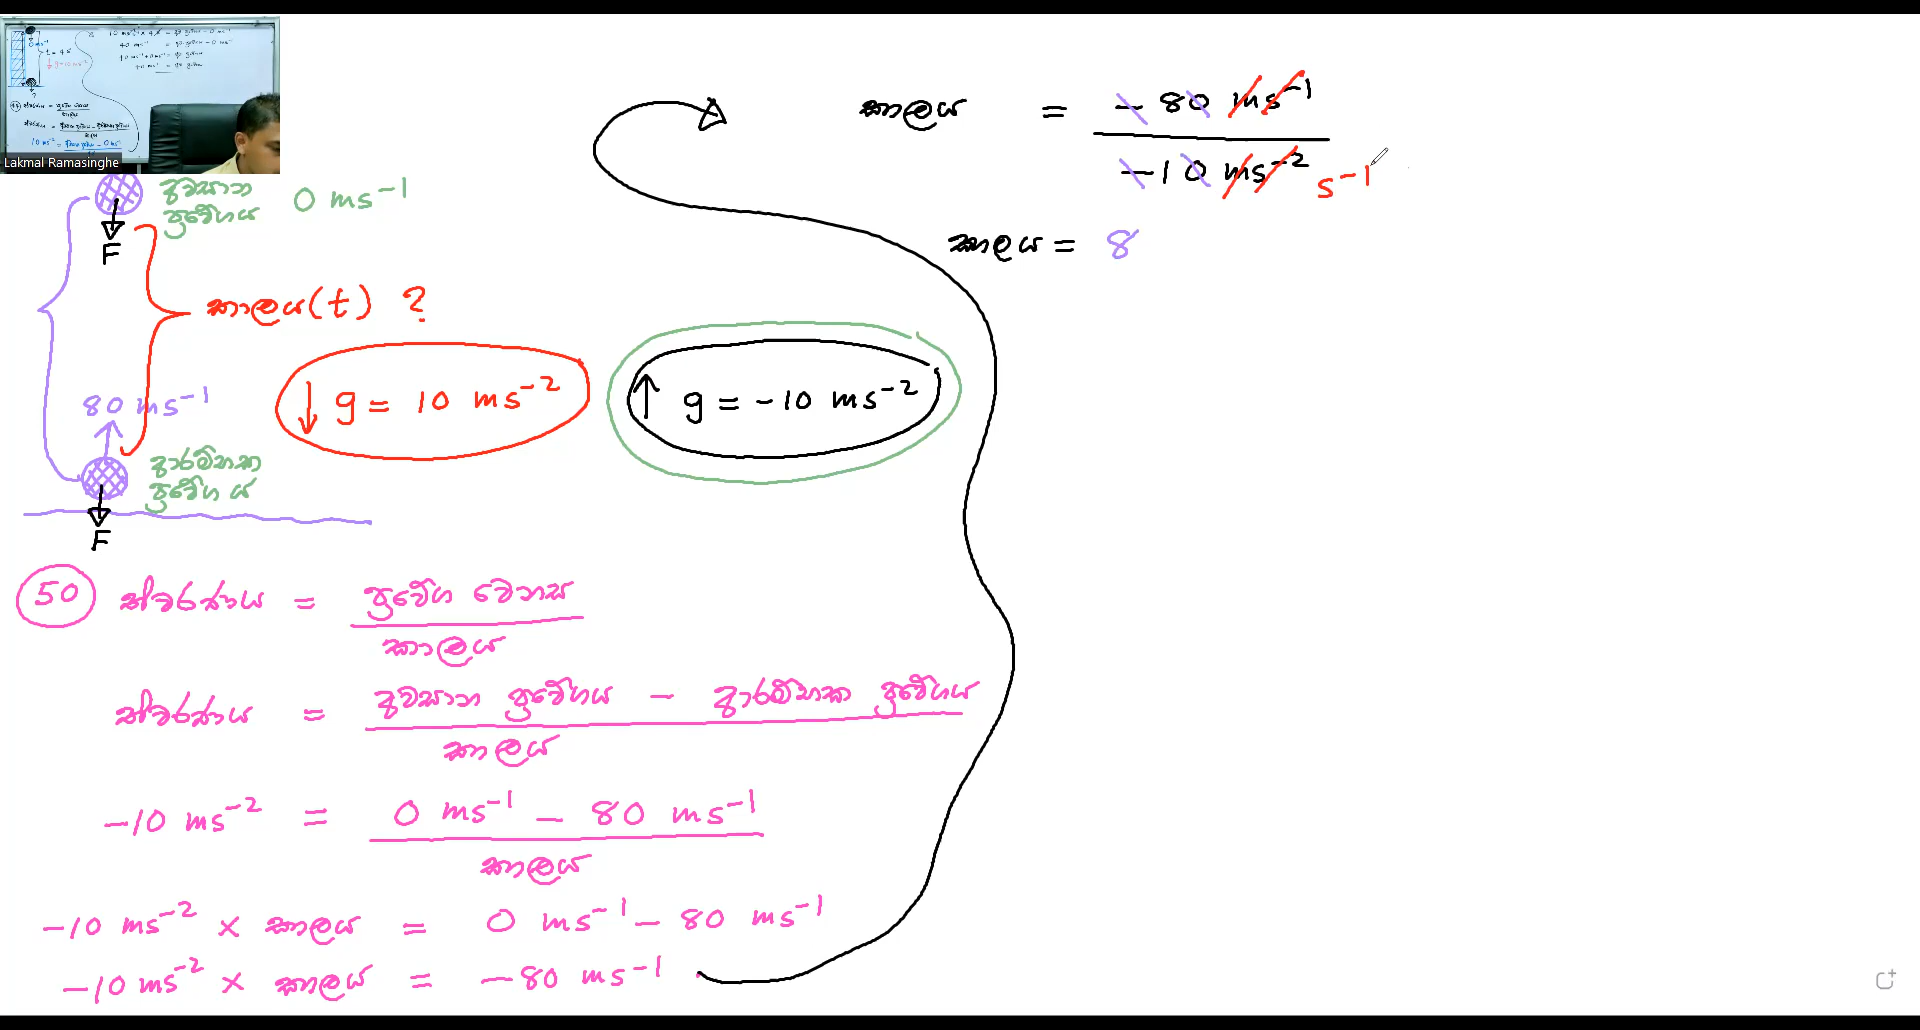 Lakmal Ramasinghe
අවසාන
ප්‍රවේගය
0 ms⁻¹
F
කාලය(t) ?
80 ms⁻¹
ආරම්භක
ප්‍රවේගය
F
↓ g = 10 ms⁻²
↑ g = -10 ms⁻²
50 ත්වරණය = ප්‍රවේග වෙනස
කාලය
ත්වරණය = අවසාන ප්‍රවේගය - ආරම්භක ප්‍රවේගය
කාලය
-10 ms⁻² = 0 ms⁻¹ - 80 ms⁻¹
කාලය
-10 ms⁻² × කාලය = 0 ms⁻¹ - 80 ms⁻¹
-10 ms⁻² × කාලය = -80 ms⁻¹
කාලය = -80 ms⁻¹
-10 ms⁻² s⁻¹
කාලය = 8